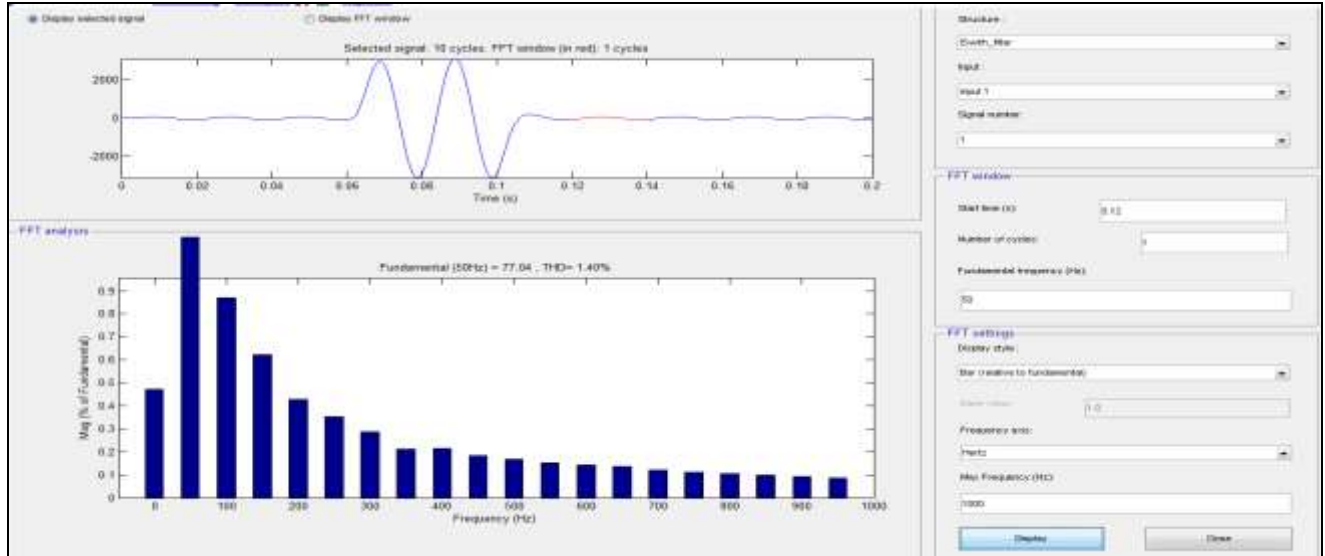 Display selected signal
Display FFT window
Selected signal: 10 cycles. FFT window (in red): 1 cycles
2000
0
-2000
0 0.02 0.04 0.06 0.08 0.1 0.12 0.14 0.16 0.18 0.2
Time (s)
FFT analysis
Fundamental (50Hz) = 77.04 , THD= 1.40%
0.9
0.8
0.7
0.6
0.5
0.4
0.3
0.2
0.1
0
Mag (% of Fundamental)
0 100 200 300 400 500 600 700 800 900 1000
Frequency (Hz)
Structure :
Input :
input 1
Signal number:
1
FFT window
Start time (s):
0.12
Number of cycles:
1
Fundamental frequency (Hz):
50
FFT settings
Display style :
Bar (relative to fundamental)
Base value:
1.0
Frequency axis:
Hertz
Max Frequency (Hz):
1000
Display
Close